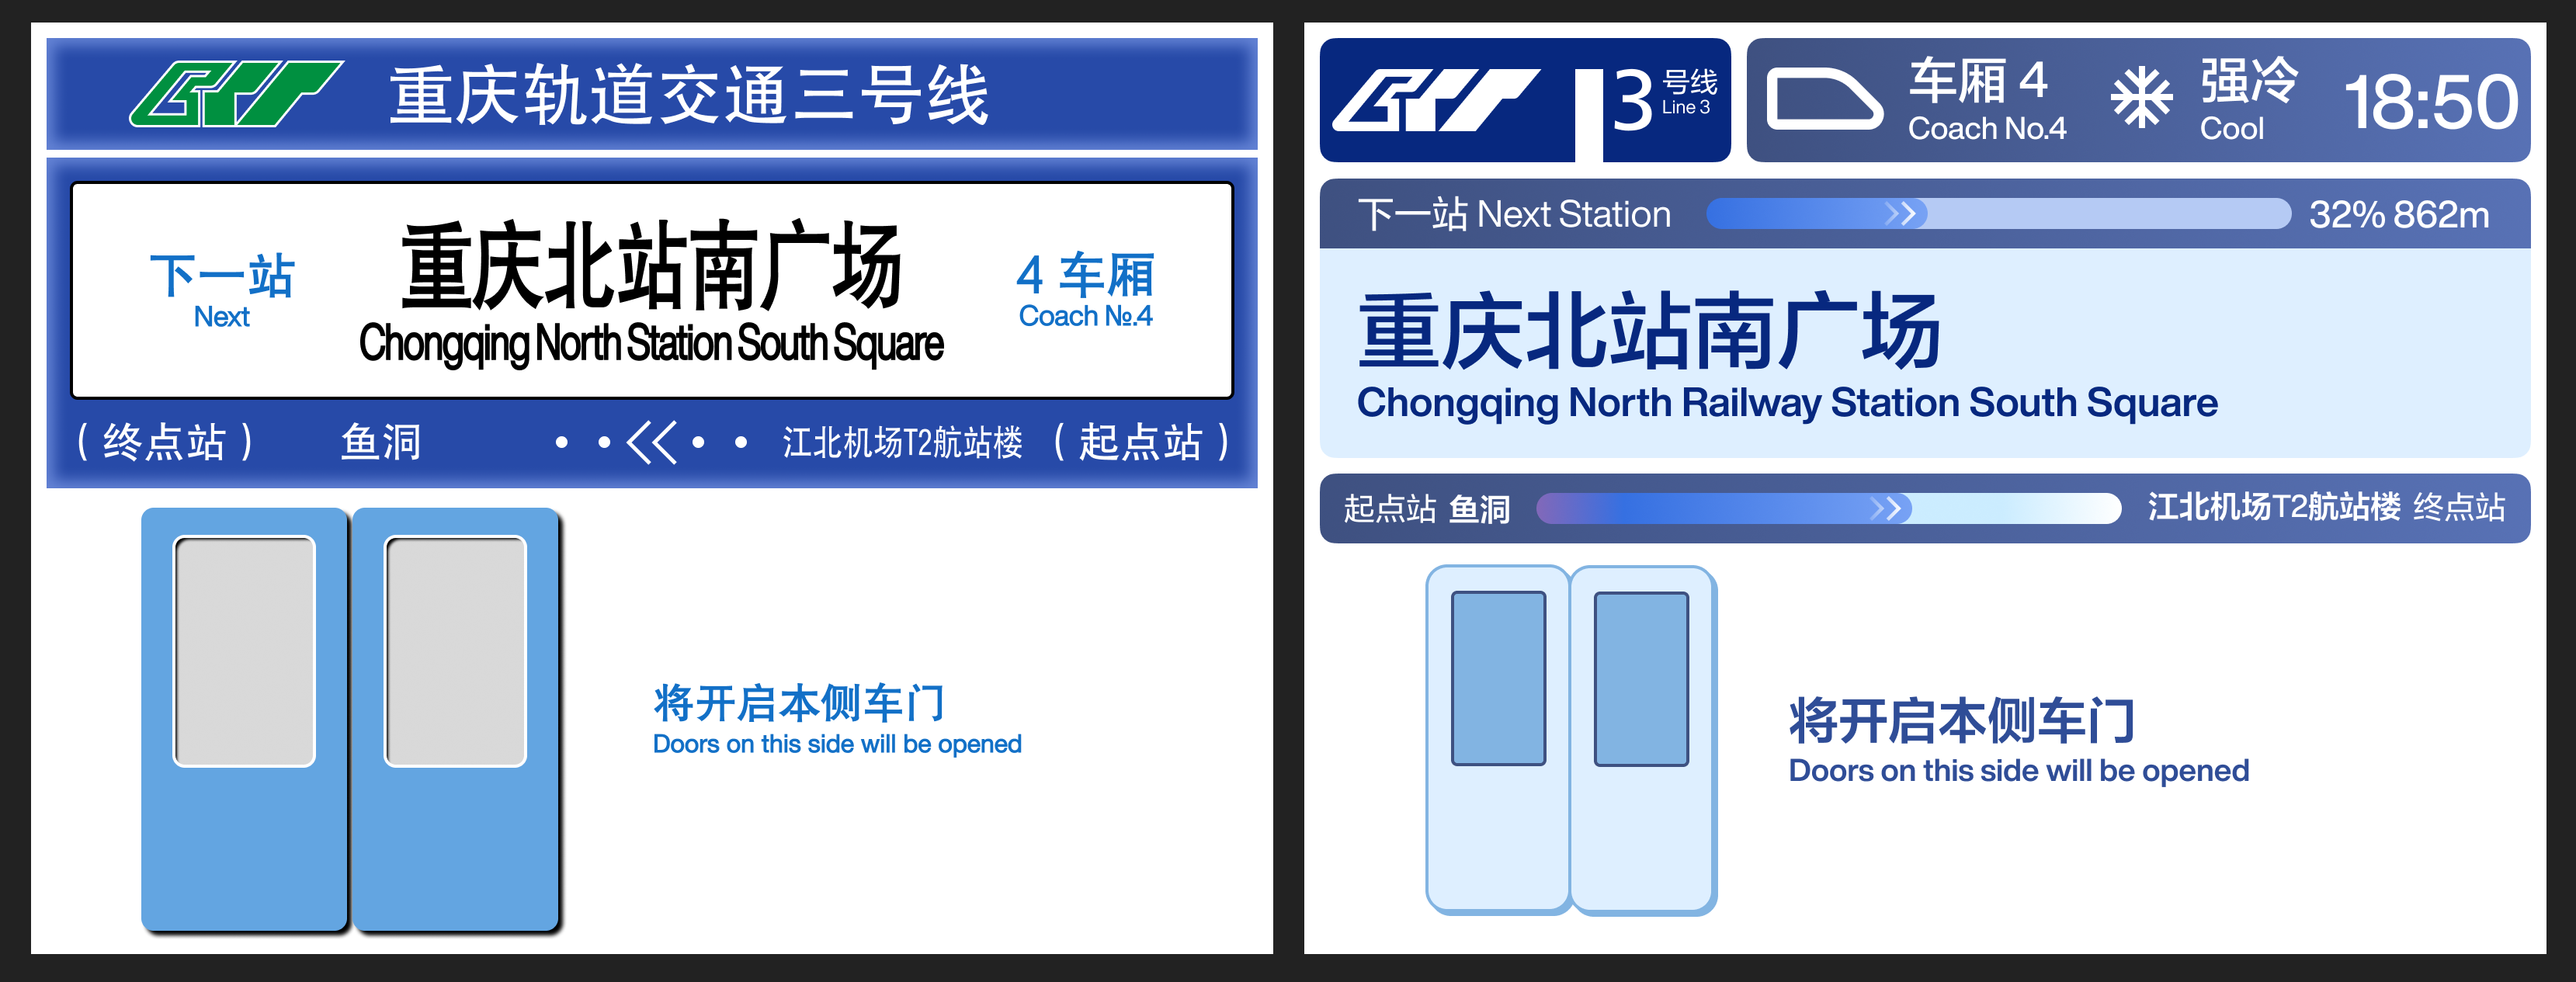 重庆轨道交通三号线
下一站
Next
重庆北站南广场
Chongqing North Station South Square
4 车厢
Coach №.4
（终点站） 鱼洞 江北机场T2航站楼 （起点站）
将开启本侧车门
Doors on this side will be opened
3 号线
Line 3
车厢 4
Coach No.4
强冷
Cool
18:50
下一站 Next Station 32% 862m
重庆北站南广场
Chongqing North Railway Station South Square
起点站 鱼洞 江北机场T2航站楼 终点站
将开启本侧车门
Doors on this side will be opened